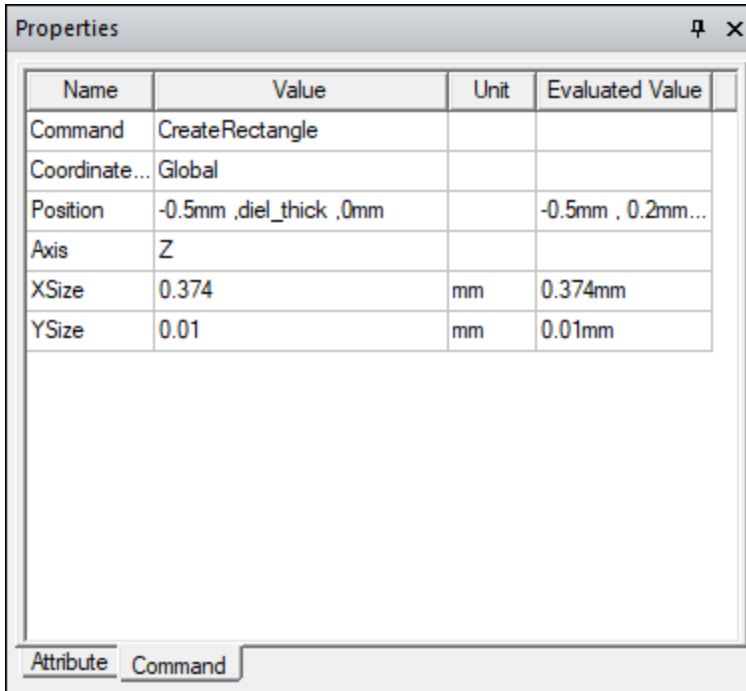 Properties
Name Value Unit Evaluated Value
Command CreateRectangle
Coordinate... Global
Position -0.5mm ,diel_thick ,0mm -0.5mm , 0.2mm...
Axis Z
XSize 0.374 mm 0.374mm
YSize 0.01 mm 0.01mm
Attribute Command